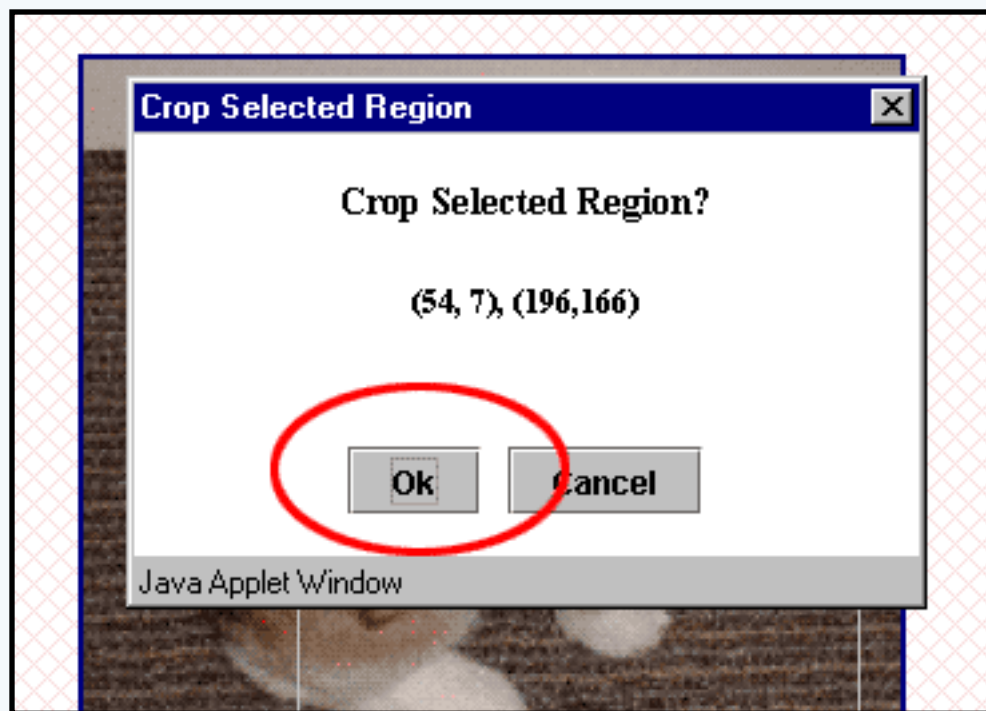 Crop Selected Region
Crop Selected Region?
(54, 7), (196,166)
Ok Cancel
Java Applet Window